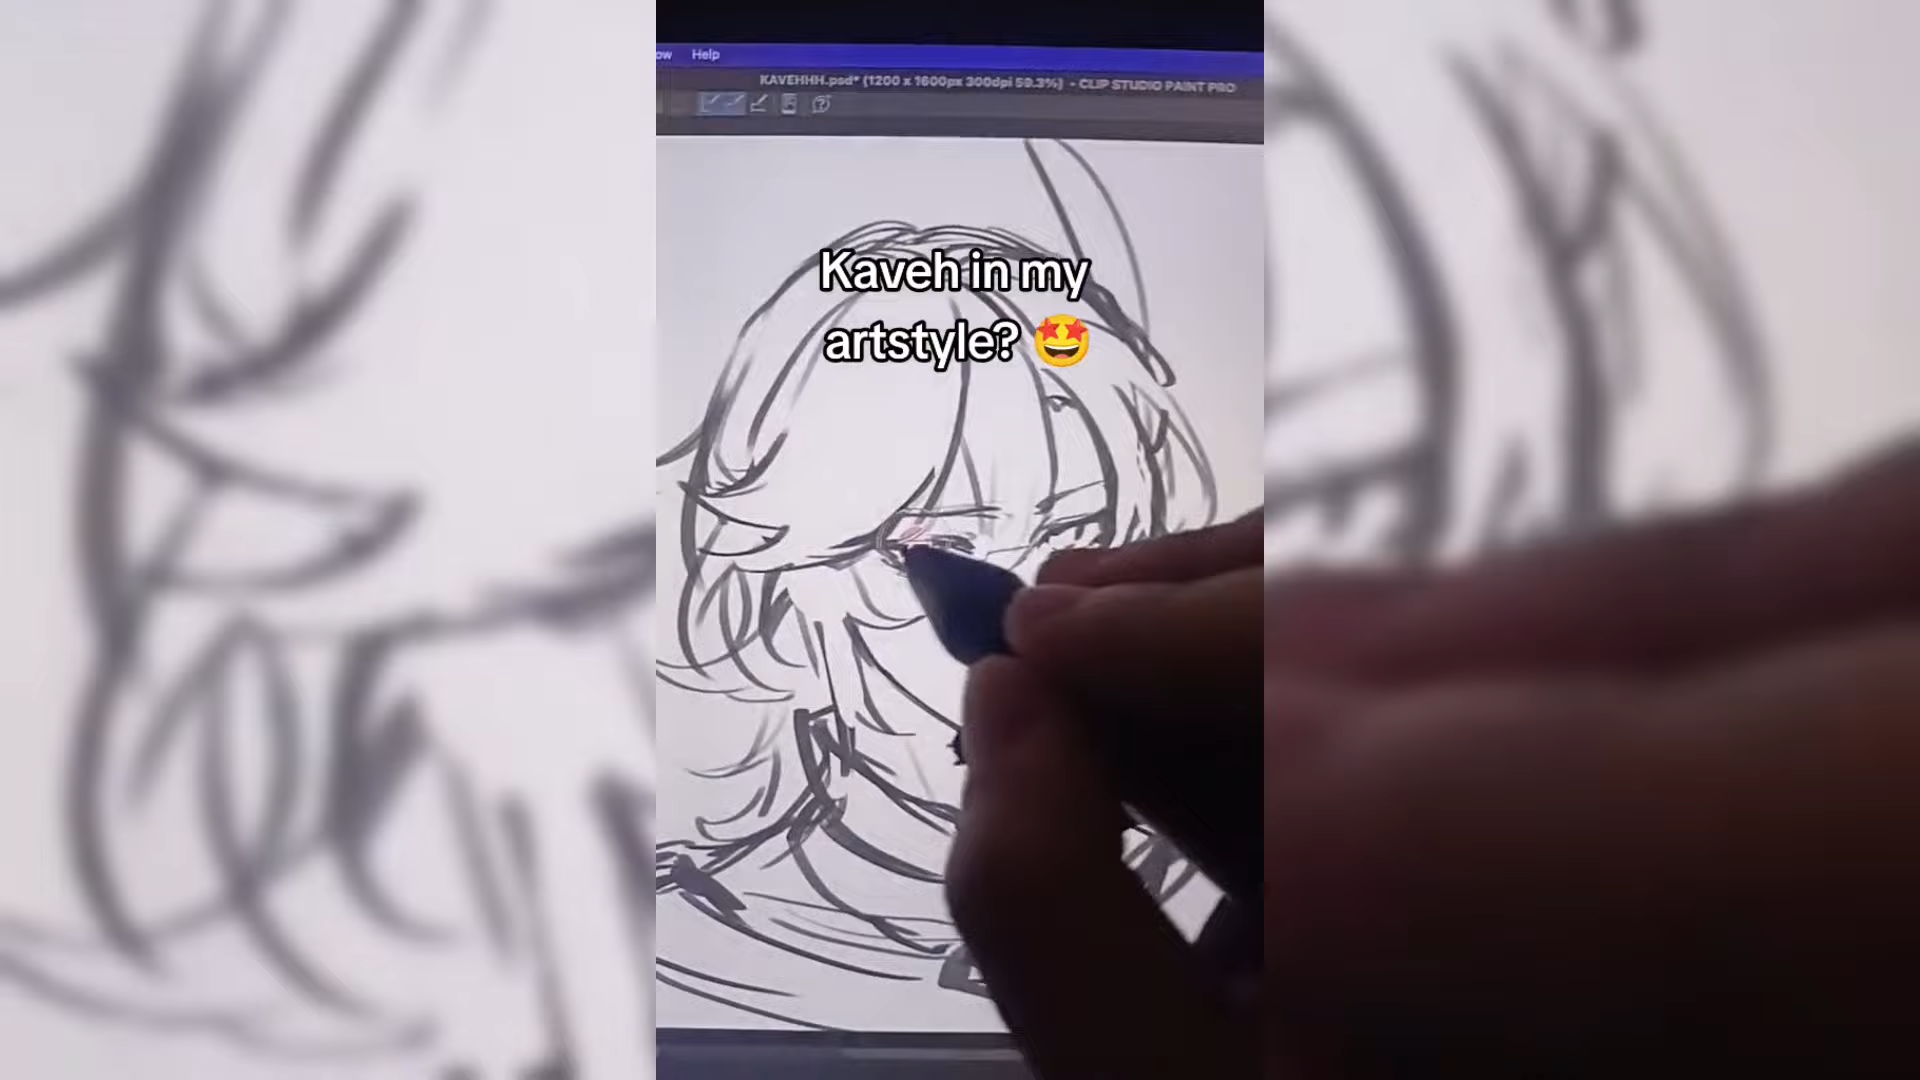 ow Help
KAVEHHH.psd* (1200 x 1600px 300dpi 59.3%) - CLIP STUDIO PAINT PRO
Kaveh in my
artstyle? 🤩